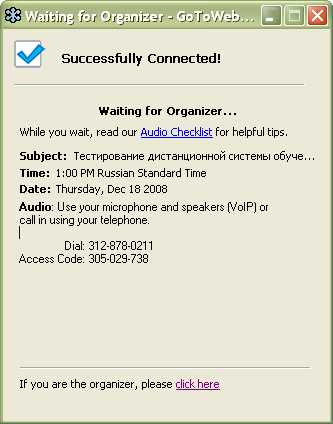 Waiting for Organizer - GoToWeb...
Successfully Connected!
Waiting for Organizer...
While you wait, read our Audio Checklist for helpful tips.
Subject: Тестирование дистанционной системы обуче...
Time: 1:00 PM Russian Standard Time
Date: Thursday, Dec 18 2008
Audio: Use your microphone and speakers (VoIP) or
call in using your telephone.
Dial: 312-878-0211
Access Code: 305-029-738
If you are the organizer, please click here